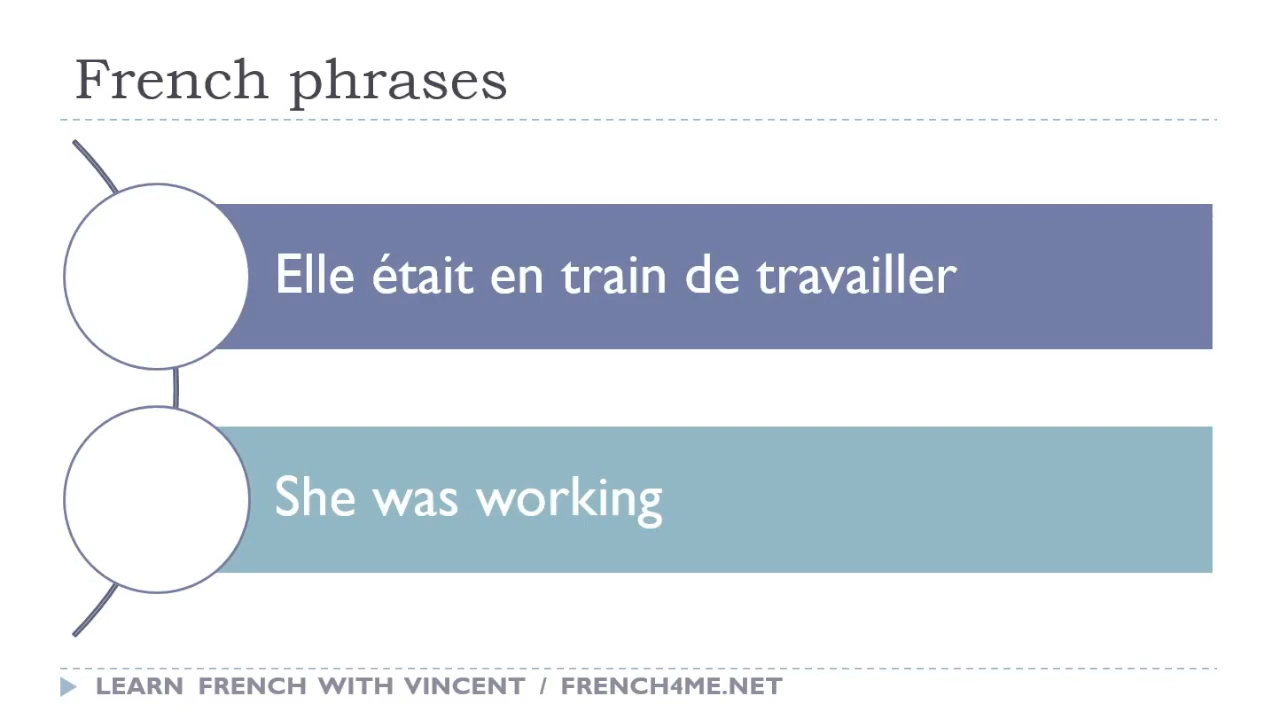 French phrases
Elle était en train de travailler
She was working
LEARN FRENCH WITH VINCENT / FRENCH4ME.NET